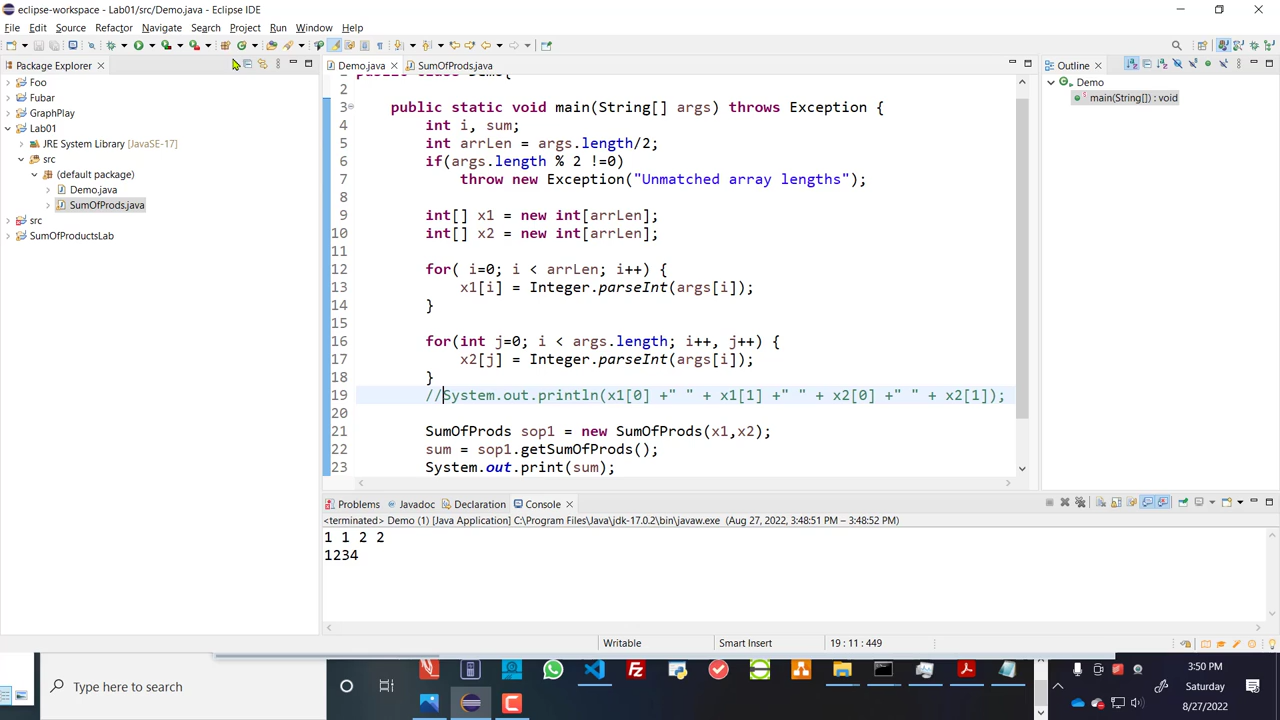 eclipse-workspace - Lab01/src/Demo.java - Eclipse IDE
File Edit Source Refactor Navigate Search Project Run Window Help
Package Explorer
Foo
Fubar
GraphPlay
Lab01
JRE System Library [JavaSE-17]
src
(default package)
Demo.java
SumOfProds.java
src
SumOfProductsLab
Demo.java SumOfProds.java
2
3 public static void main(String[] args) throws Exception {
4 int i, sum;
5 int arrLen = args.length/2;
6 if(args.length % 2 !=0)
7 throw new Exception("Unmatched array lengths");
8
9 int[] x1 = new int[arrLen];
10 int[] x2 = new int[arrLen];
11
12 for( i=0; i < arrLen; i++) {
13 x1[i] = Integer.parseInt(args[i]);
14 }
15
16 for(int j=0; i < args.length; i++, j++) {
17 x2[j] = Integer.parseInt(args[i]);
18 }
19 //System.out.println(x1[0] +" " + x1[1] +" " + x2[0] +" " + x2[1]);
20
21 SumOfProds sop1 = new SumOfProds(x1,x2);
22 sum = sop1.getSumOfProds();
23 System.out.print(sum);
Outline
Demo
main(String[]) : void
Problems Javadoc Declaration Console
<terminated> Demo (1) [Java Application] C:\Program Files\Java\jdk-17.0.2\bin\javaw.exe (Aug 27, 2022, 3:48:51 PM – 3:48:52 PM)
1 1 2 2
1234
Writable Smart Insert 19 : 11 : 449
Type here to search
3:50 PM
Saturday
8/27/2022